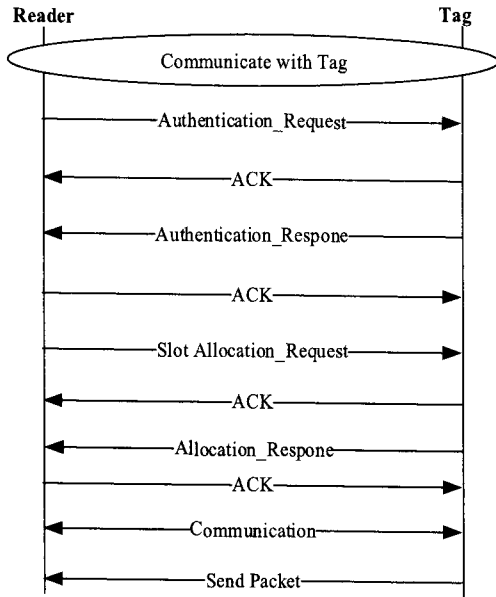 Reader
Tag
Communicate with Tag
Authentication_Request
ACK
Authentication_Respone
ACK
Slot Allocation_Request
ACK
Allocation_Respone
ACK
Communication
Send Packet